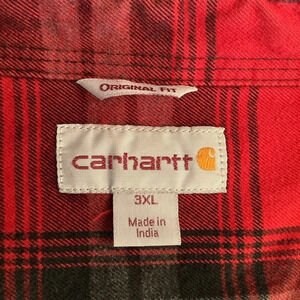 ORIGINAL FIT
carhartt
3XL
Made in
India